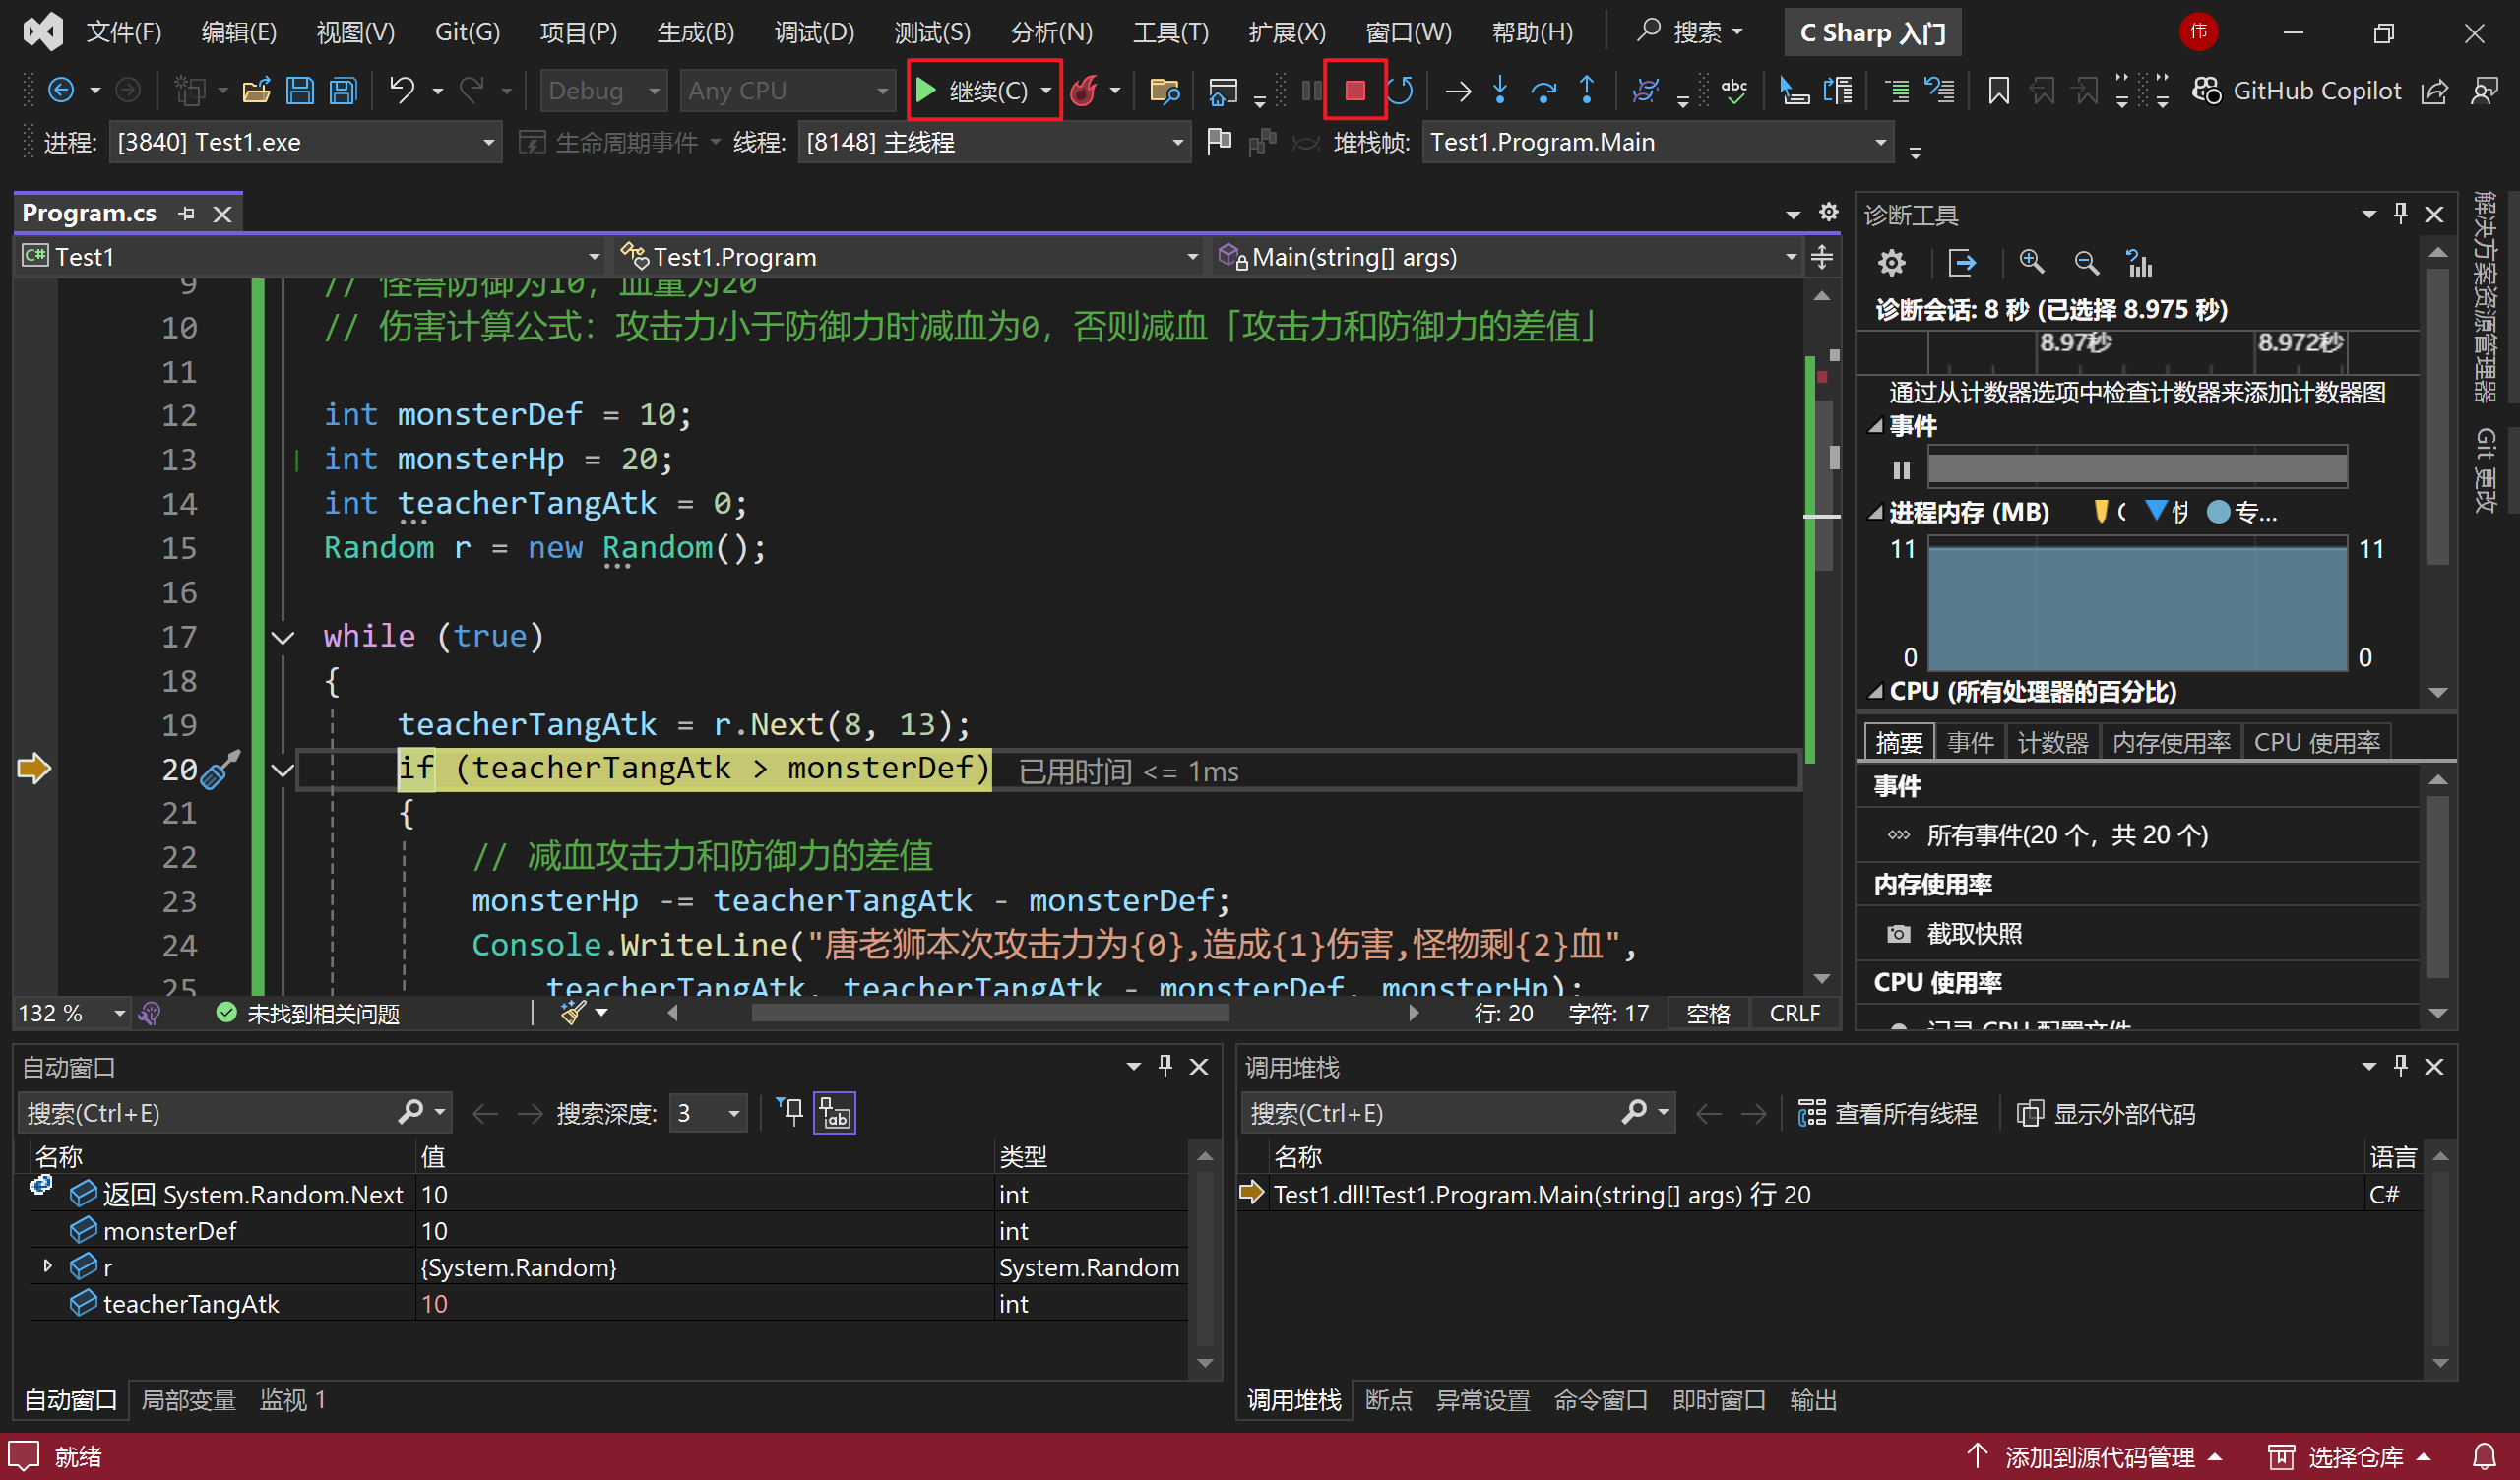 文件(F) 编辑(E) 视图(V) Git(G) 项目(P) 生成(B) 调试(D) 测试(S) 分析(N) 工具(T) 扩展(X) 窗口(W) 帮助(H) 搜索 C Sharp 入门 伟
Debug Any CPU 继续(C) abc GitHub Copilot
进程: [3840] Test1.exe 生命周期事件 线程: [8148] 主线程 堆栈帧: Test1.Program.Main
Program.cs
C# Test1 Test1.Program Main(string[] args)
9 // 怪兽防御为10，血量为20
10 // 伤害计算公式：攻击力小于防御力时减血为0，否则减血「攻击力和防御力的差值」
11
12 int monsterDef = 10;
13 int monsterHp = 20;
14 int teacherTangAtk = 0;
15 Random r = new Random();
16
17 while (true)
18 {
19 teacherTangAtk = r.Next(8, 13);
20 if (teacherTangAtk > monsterDef) 已用时间 <= 1ms
21 {
22 // 减血攻击力和防御力的差值
23 monsterHp -= teacherTangAtk - monsterDef;
24 Console.WriteLine("唐老狮本次攻击力为{0},造成{1}伤害,怪物剩{2}血",
25 teacherTangAtk, teacherTangAtk - monsterDef, monsterHp);
132 % 未找到相关问题 行: 20 字符: 17 空格 CRLF
诊断工具
诊断会话: 8 秒 (已选择 8.975 秒)
8.97秒 8.972秒
通过从计数器选项中检查计数器来添加计数器图
事件
进程内存 (MB) 专...
11 11
0 0
CPU (所有处理器的百分比)
摘要 事件 计数器 内存使用率 CPU 使用率
事件
所有事件(20 个，共 20 个)
内存使用率
截取快照
CPU 使用率
记录 CPU 配置文件
解决方案资源管理器
Git 更改
自动窗口
搜索(Ctrl+E) 搜索深度: 3
名称 值 类型
返回 System.Random.Next 10 int
monsterDef 10 int
r {System.Random} System.Random
teacherTangAtk 10 int
自动窗口 局部变量 监视 1
调用堆栈
搜索(Ctrl+E) 查看所有线程 显示外部代码
名称 语言
Test1.dll!Test1.Program.Main(string[] args) 行 20 C#
调用堆栈 断点 异常设置 命令窗口 即时窗口 输出
就绪 添加到源代码管理 选择仓库